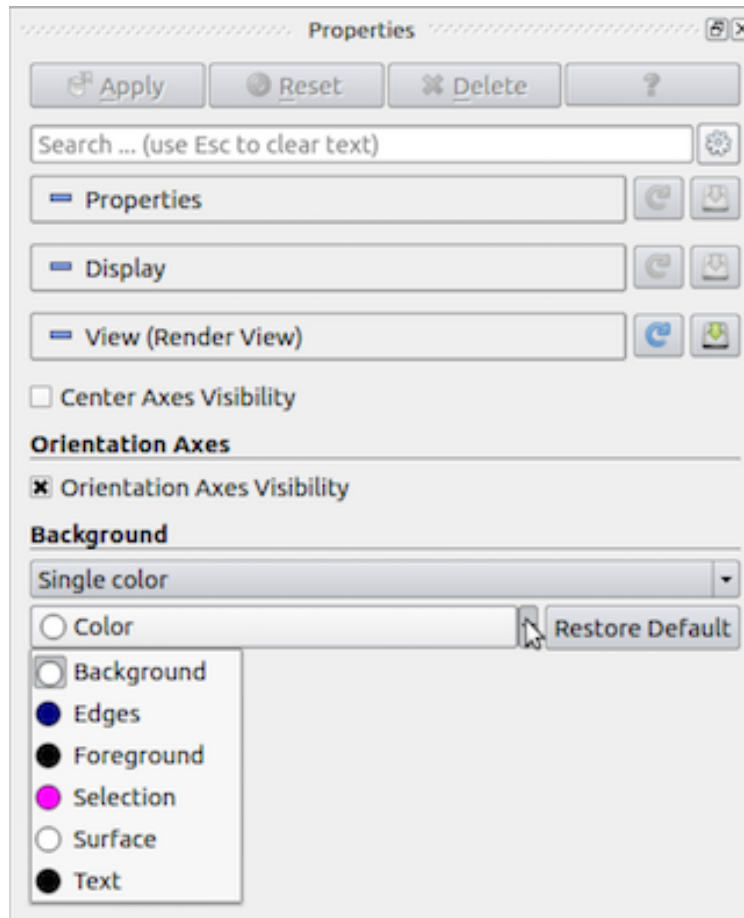 Properties
Apply Reset Delete ?
Search ... (use Esc to clear text)
Properties
Display
View (Render View)
Center Axes Visibility
Orientation Axes
Orientation Axes Visibility
Background
Single color
Color Restore Default
Background
Edges
Foreground
Selection
Surface
Text